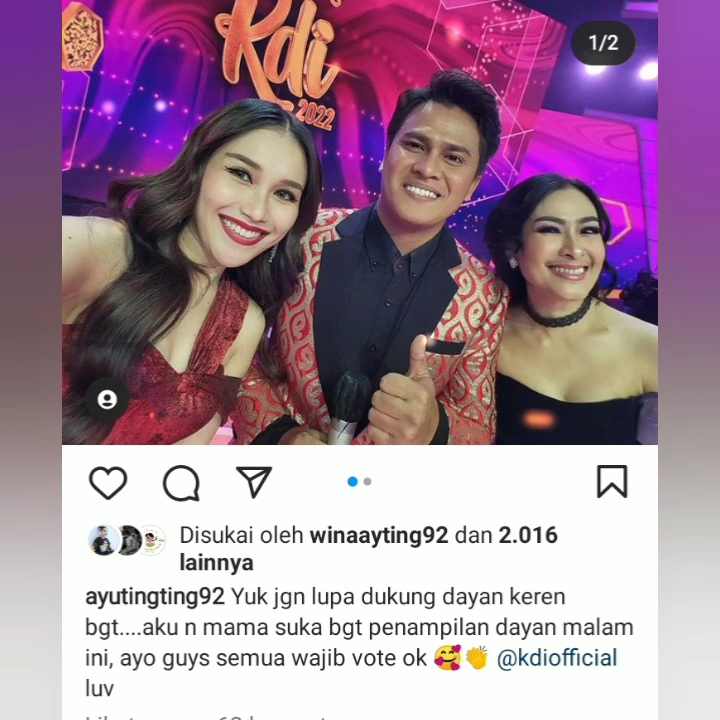 Kdi
2022
1/2
Disukai oleh winaayting92 dan 2.016
lainnya
ayutingting92 Yuk jgn lupa dukung dayan keren
bgt....aku n mama suka bgt penampilan dayan malam
ini, ayo guys semua wajib vote ok 🥰👏 @kdiofficial
luv